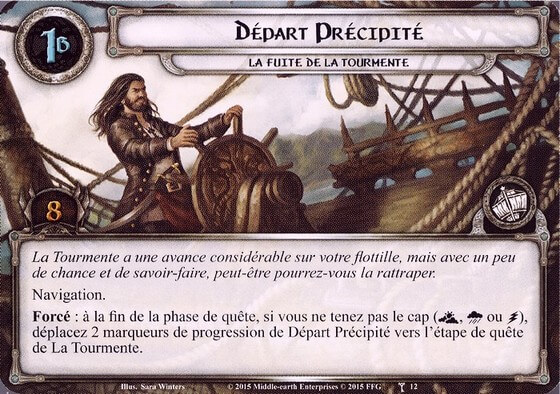 1B
Départ Précipité
La fuite de La Tourmente
8
La Tourmente a une avance considérable sur votre flottille, mais avec un peu
de chance et de savoir-faire, peut-être pourrez-vous la rattraper.
Navigation.
Forcé : à la fin de la phase de quête, si vous ne tenez pas le cap ( , ou ),
déplacez 2 marqueurs de progression de Départ Précipité vers l'étape de quête
de La Tourmente.
Illus. Sara Winters © 2015 Middle-earth Enterprises © 2015 FFG 12